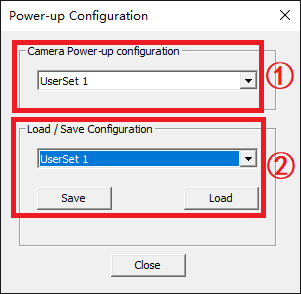 Power-up Configuration
Camera Power-up configuration
UserSet 1
①
Load / Save Configuration
UserSet 1
②
Save Load
Close